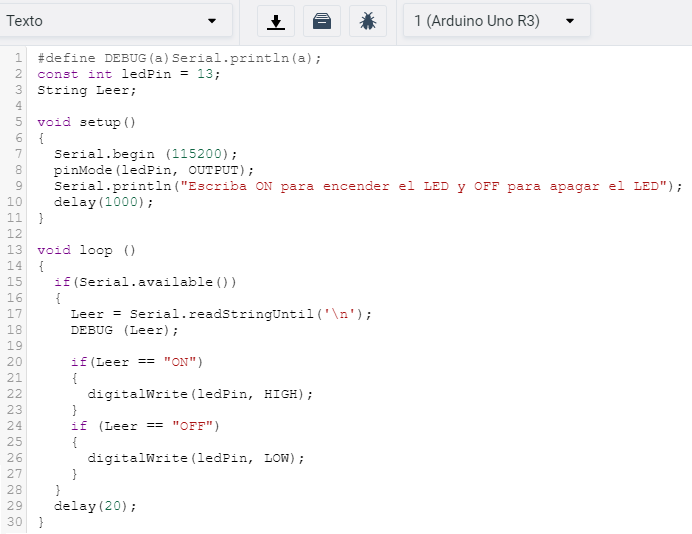 Texto 1 (Arduino Uno R3)
1 #define DEBUG(a)Serial.println(a);
2 const int ledPin = 13;
3 String Leer;
4
5 void setup()
6 {
7   Serial.begin (115200);
8   pinMode(ledPin, OUTPUT);
9   Serial.println("Escriba ON para encender el LED y OFF para apagar el LED");
10   delay(1000);
11 }
12
13 void loop ()
14 {
15   if(Serial.available())
16   {
17     Leer = Serial.readStringUntil('\n');
18     DEBUG (Leer);
19
20     if(Leer == "ON")
21     {
22       digitalWrite(ledPin, HIGH);
23     }
24     if (Leer == "OFF")
25     {
26       digitalWrite(ledPin, LOW);
27     }
28   }
29   delay(20);
30 }